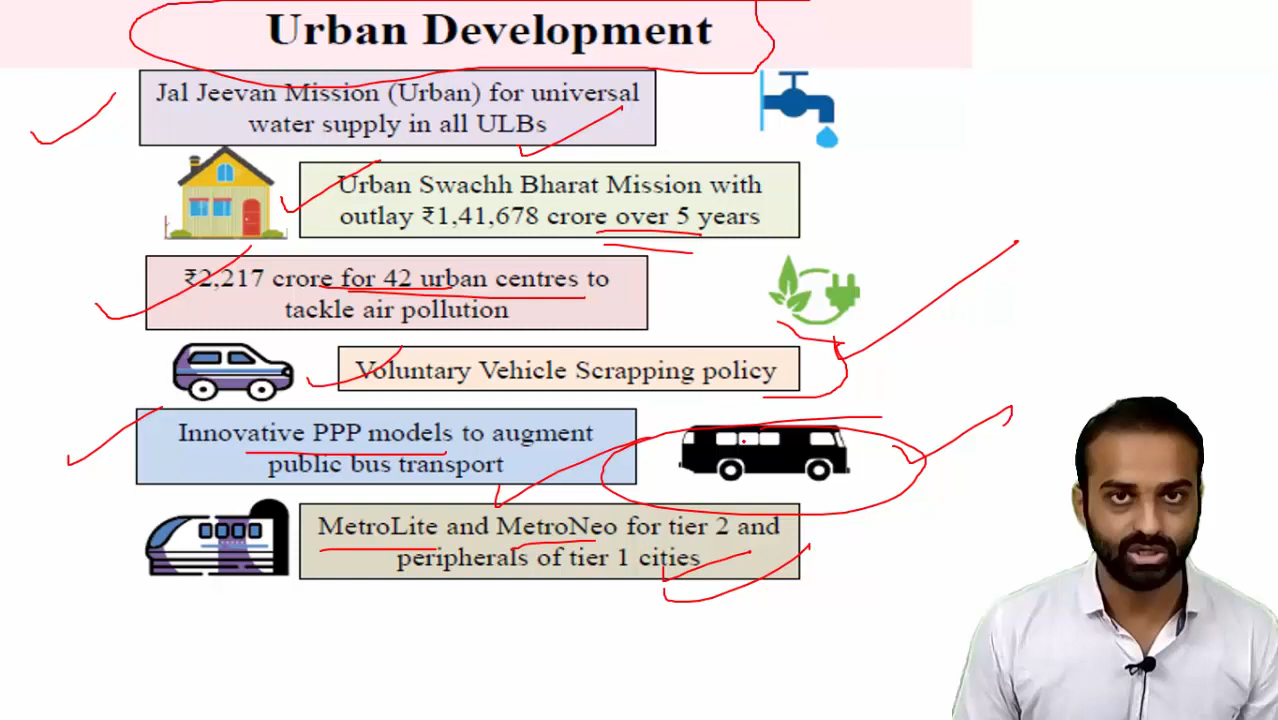 Urban Development
Jal Jeevan Mission (Urban) for universal
water supply in all ULBs
Urban Swachh Bharat Mission with
outlay ₹1,41,678 crore over 5 years
₹2,217 crore for 42 urban centres to
tackle air pollution
Voluntary Vehicle Scrapping policy
Innovative PPP models to augment
public bus transport
MetroLite and MetroNeo for tier 2 and
peripherals of tier 1 cities